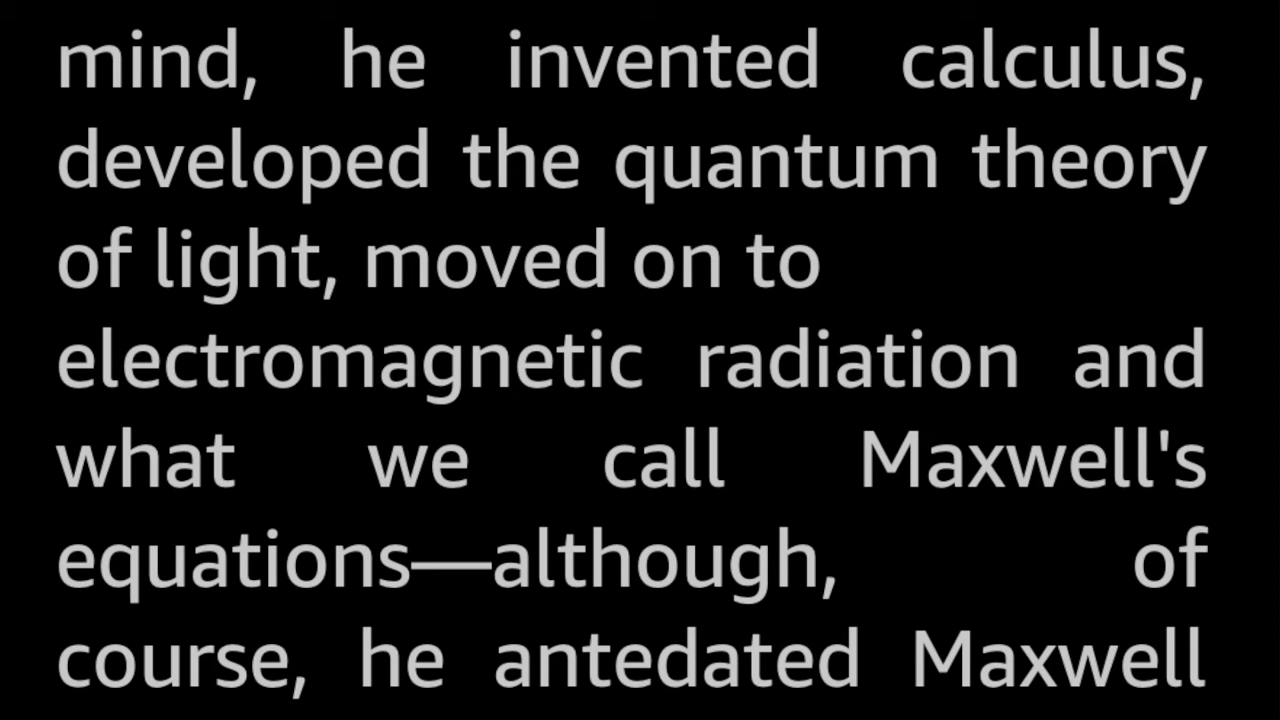 mind, he invented calculus,
developed the quantum theory
of light, moved on to
electromagnetic radiation and
what we call Maxwell's
equations—although, of
course, he antedated Maxwell